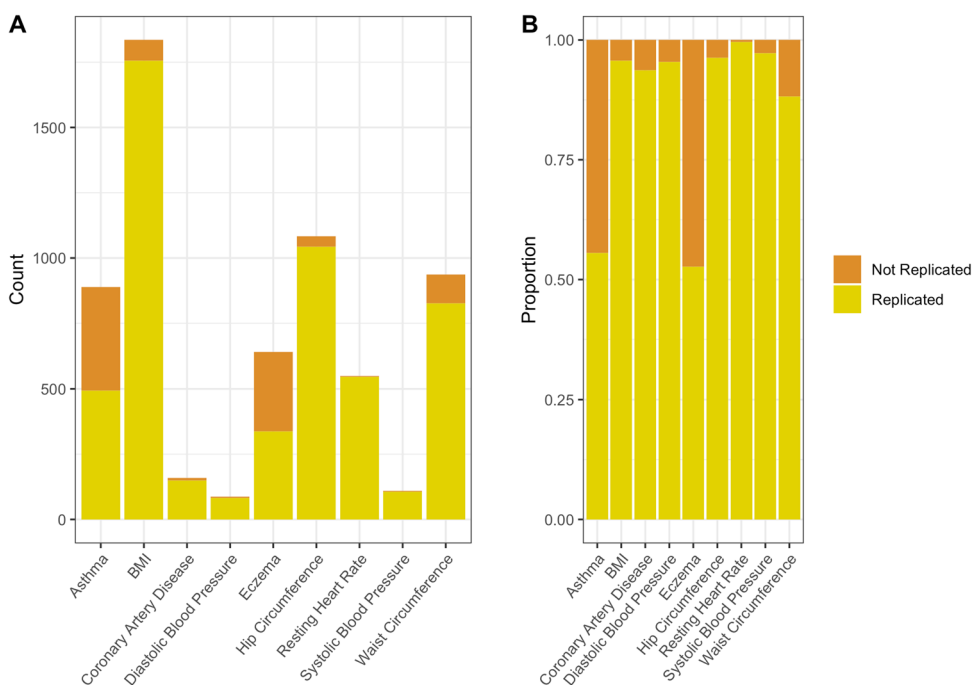 A
Count
1500
1000
500
0
Asthma
BMI
Coronary Artery Disease
Diastolic Blood Pressure
Eczema
Hip Circumference
Resting Heart Rate
Systolic Blood Pressure
Waist Circumference
B
Proportion
1.00
0.75
0.50
0.25
0.00
Asthma
BMI
Coronary Artery Disease
Diastolic Blood Pressure
Eczema
Hip Circumference
Resting Heart Rate
Systolic Blood Pressure
Waist Circumference
Not Replicated
Replicated